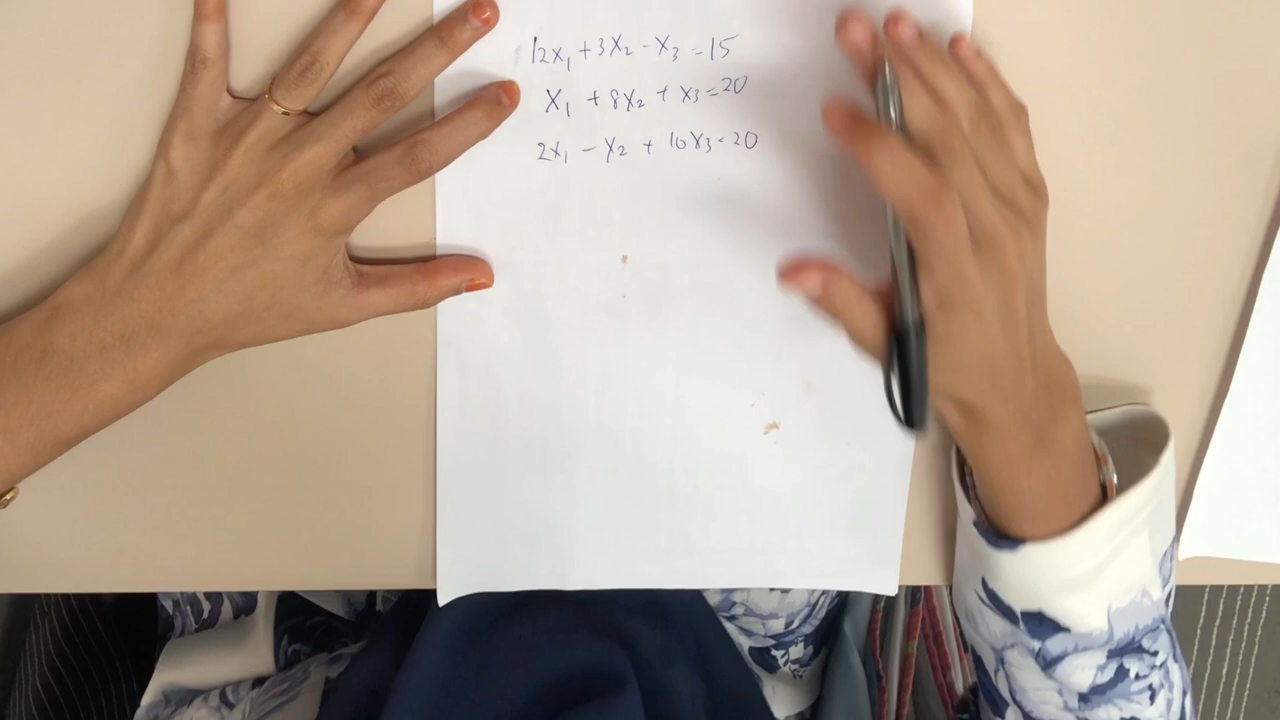 12x₁ + 3x₂ - x₃ = 15
x₁ + 8x₂ + x₃ = 20
2x₁ - x₂ + 10x₃ = 20